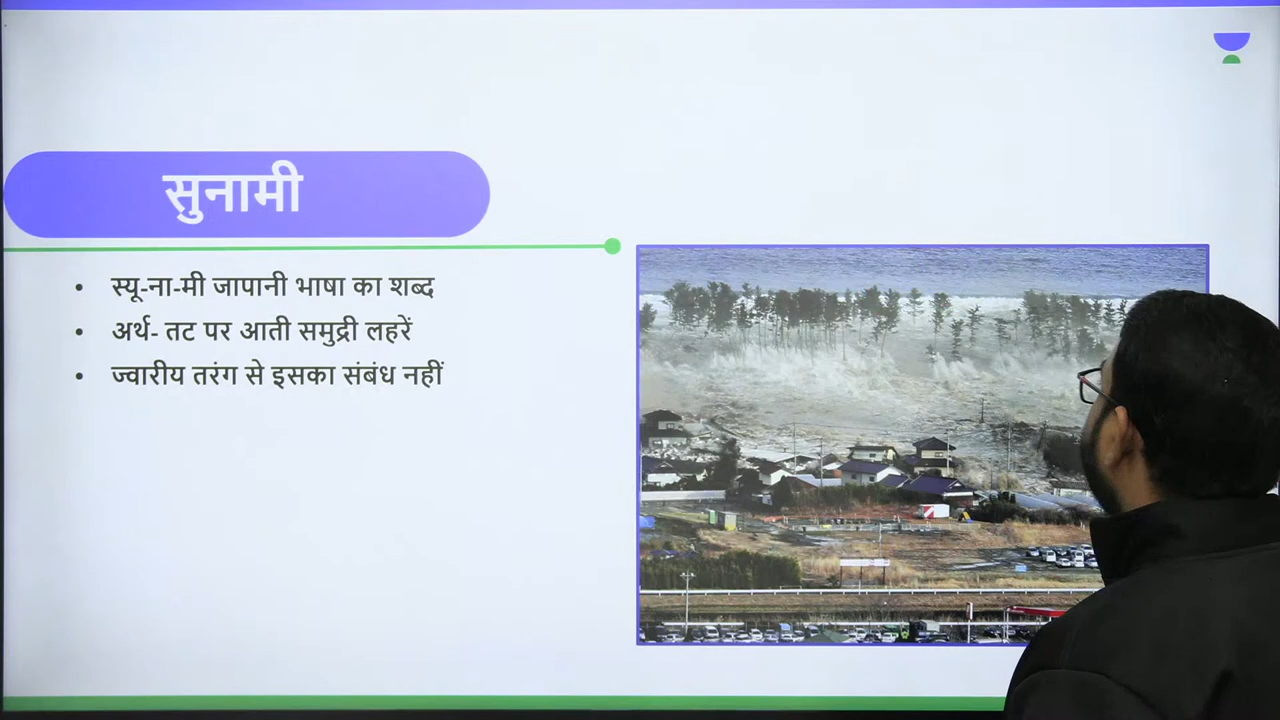 सुनामी
• स्यू-ना-मी जापानी भाषा का शब्द
• अर्थ- तट पर आती समुद्री लहरें
• ज्वारीय तरंग से इसका संबंध नहीं